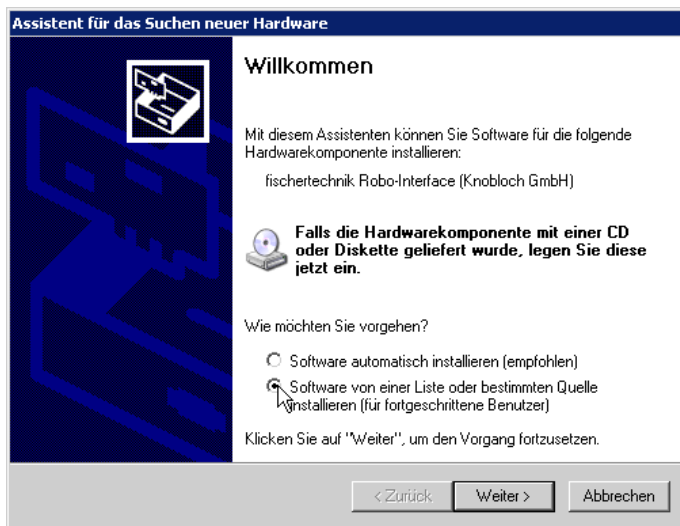 Assistent für das Suchen neuer Hardware
Willkommen
Mit diesem Assistenten können Sie Software für die folgende
Hardwarekomponente installieren:
fischertechnik Robo-Interface (Knobloch GmbH)
Falls die Hardwarekomponente mit einer CD
oder Diskette geliefert wurde, legen Sie diese
jetzt ein.
Wie möchten Sie vorgehen?
Software automatisch installieren (empfohlen)
Software von einer Liste oder bestimmten Quelle
installieren (für fortgeschrittene Benutzer)
Klicken Sie auf "Weiter", um den Vorgang fortzusetzen.
< Zurück
Weiter >
Abbrechen